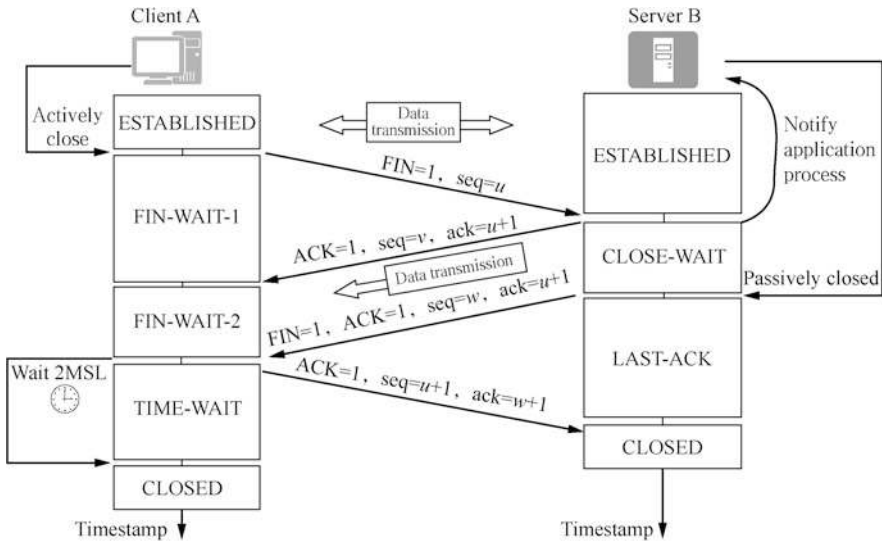 Client A
Server B
Actively
close
ESTABLISHED
Data
transmission
ESTABLISHED
Notify
application
process
FIN=1, seq=u
FIN-WAIT-1
ACK=1, seq=v, ack=u+1
CLOSE-WAIT
Data transmission
Passively closed
FIN-WAIT-2
FIN=1, ACK=1, seq=w, ack=u+1
LAST-ACK
Wait 2MSL
ACK=1, seq=u+1, ack=w+1
TIME-WAIT
CLOSED
CLOSED
Timestamp
Timestamp